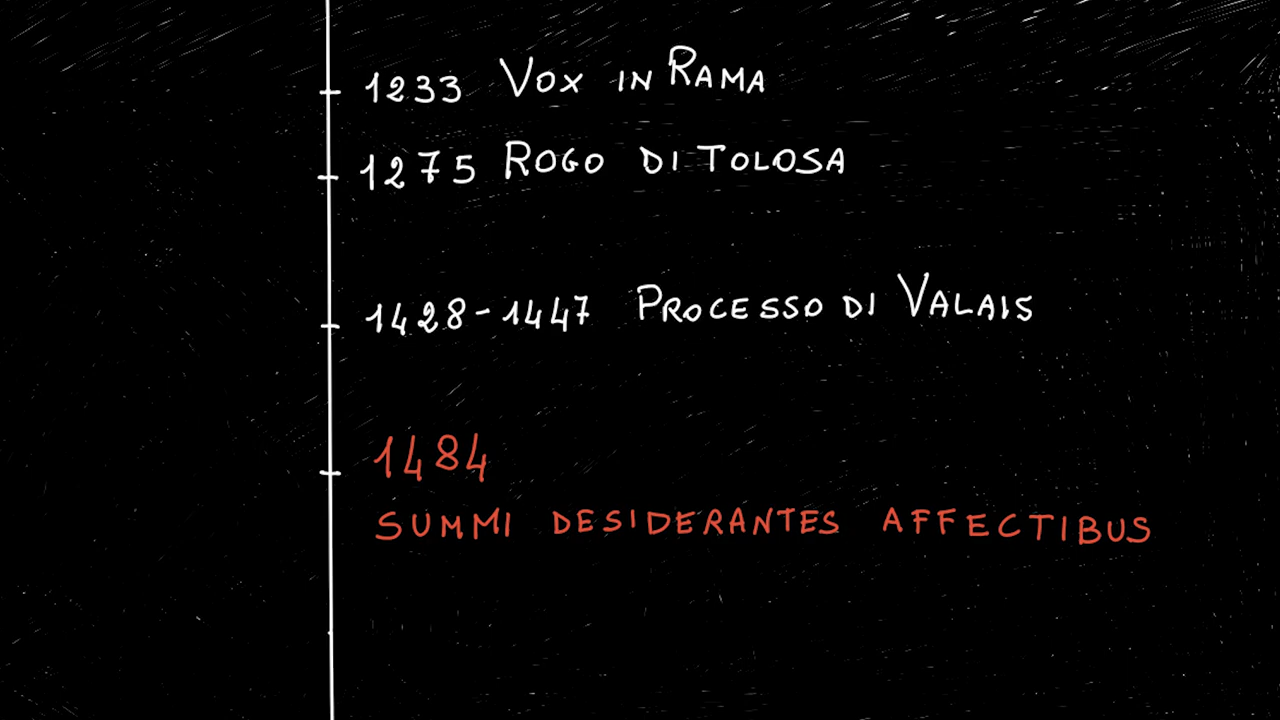 1233 VOX IN RAMA
1275 ROGO DI TOLOSA
1428-1447 PROCESSO DI VALAIS
1484
SUMMI DESIDERANTES AFFECTIBUS